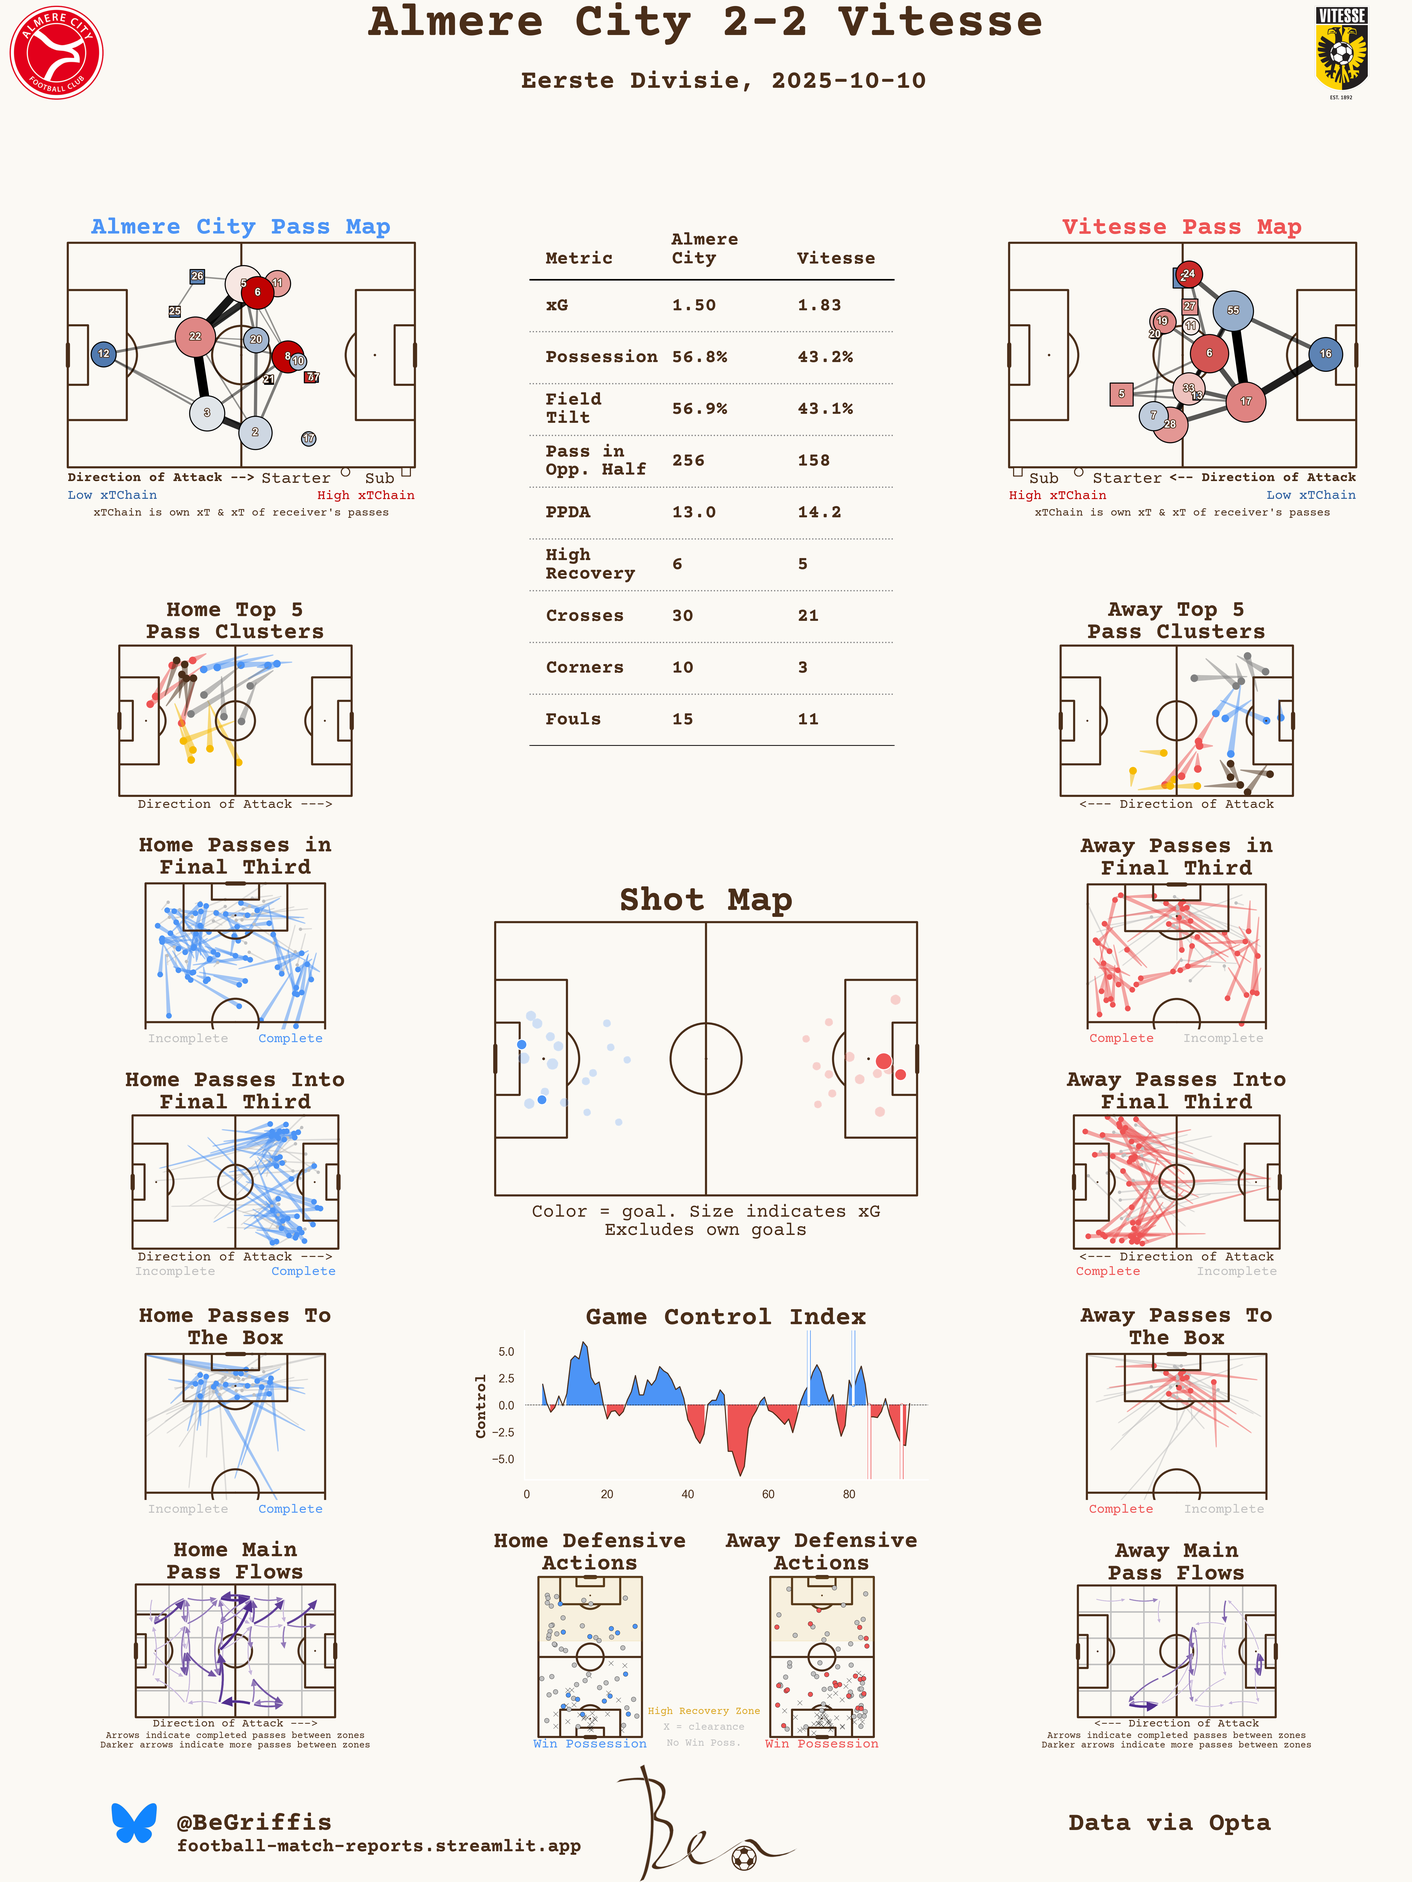 Almere City 2-2 Vitesse
Eerste Divisie, 2025-10-10
ALMERE CITY
FOOTBALL CLUB
VITESSE
EST. 1892
Almere City Pass Map
26
5
11
6
25
22
20
12
8
10
21
3
2
17
Direction of Attack --> Starter Sub
Low xTChain High xTChain
xTChain is own xT & xT of receiver's passes
Metric Almere City Vitesse
xG 1.50 1.83
Possession 56.8% 43.2%
Field Tilt 56.9% 43.1%
Pass in Opp. Half 256 158
PPDA 13.0 14.2
High Recovery 6 5
Crosses 30 21
Corners 10 3
Fouls 15 11
Vitesse Pass Map
24
27
55
19
11
20
6
16
33
13
5
17
7
28
Sub Starter <-- Direction of Attack
High xTChain Low xTChain
xTChain is own xT & xT of receiver's passes
Home Top 5
Pass Clusters
Direction of Attack --->
Away Top 5
Pass Clusters
<--- Direction of Attack
Home Passes in
Final Third
Incomplete Complete
Away Passes in
Final Third
Complete Incomplete
Shot Map
Color = goal. Size indicates xG
Excludes own goals
Home Passes Into
Final Third
Direction of Attack --->
Incomplete Complete
Away Passes Into
Final Third
<--- Direction of Attack
Complete Incomplete
Home Passes To
The Box
Incomplete Complete
Game Control Index
Control
5.0
2.5
0.0
−2.5
−5.0
0 20 40 60 80
Away Passes To
The Box
Complete Incomplete
Home Main
Pass Flows
Direction of Attack --->
Arrows indicate completed passes between zones
Darker arrows indicate more passes between zones
Home Defensive
Actions
Win Possession
High Recovery Zone
X = clearance
No Win Poss.
Away Defensive
Actions
Win Possession
Away Main
Pass Flows
<--- Direction of Attack
Arrows indicate completed passes between zones
Darker arrows indicate more passes between zones
@BeGriffis
football-match-reports.streamlit.app
Ben
Data via Opta